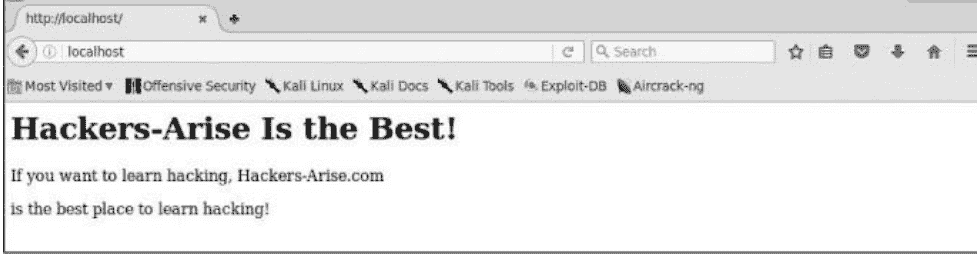 http://localhost/
localhost
Search
Most Visited Offensive Security Kali Linux Kali Docs Kali Tools Exploit-DB Aircrack-ng
Hackers-Arise Is the Best!
If you want to learn hacking, Hackers-Arise.com
is the best place to learn hacking!